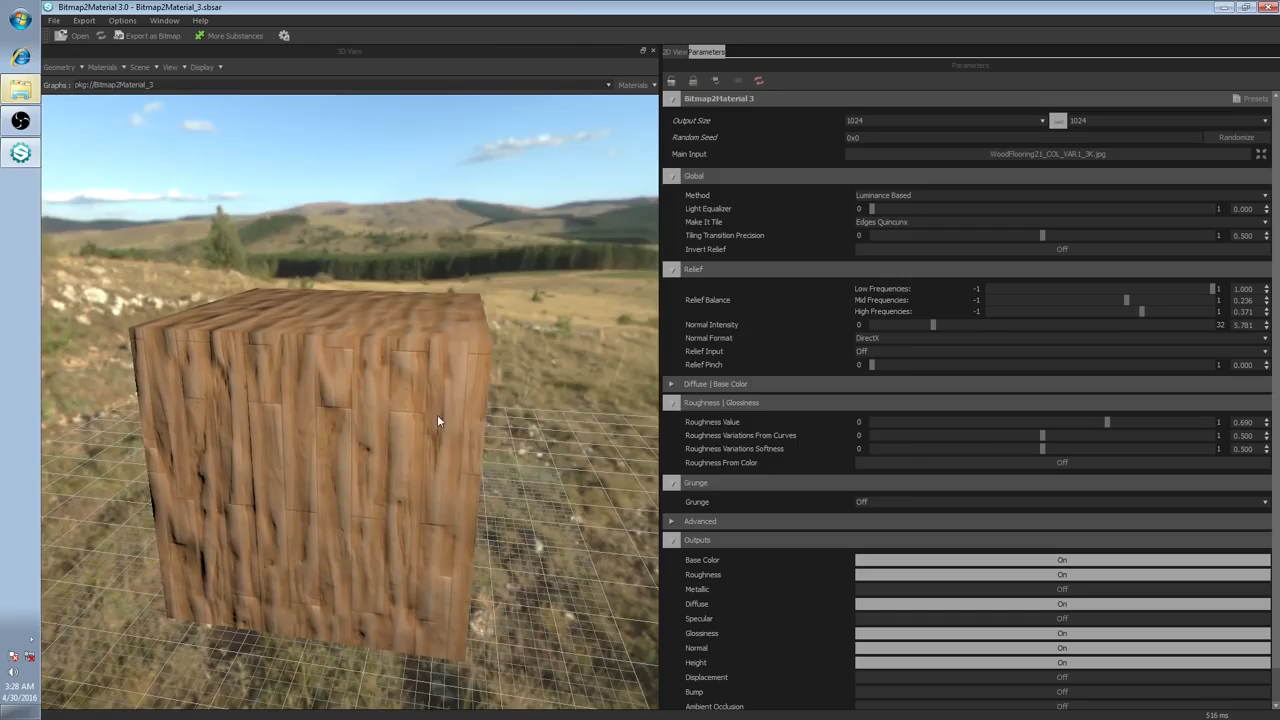 Bitmap2Material 3.0 - Bitmap2Material_3.sbsar
File Export Options Window Help
Open Export as Bitmap More Substances
3D View
2D View Parameters
Geometry Materials Scene View Display
Parameters
Graphs : pkg://Bitmap2Material_3 Materials
Bitmap2Material 3 Presets
Output Size 1024 1024
Random Seed 0x0 Randomize
Main Input WoodFlooring21_COL_VAR1_3K.jpg
Global
Method Luminance Based
Light Equalizer 0 1 0.000
Make It Tile Edges Quincunx
Tiling Transition Precision 0 1 0.500
Invert Relief Off
Relief
Relief Balance
Low Frequencies: -1 1 1.000
Mid Frequencies: -1 1 0.236
High Frequencies: -1 1 0.371
Normal Intensity 0 32 5.781
Normal Format DirectX
Relief Input Off
Relief Pinch 0 1 0.000
Diffuse | Base Color
Roughness | Glossiness
Roughness Value 0 1 0.690
Roughness Variations From Curves 0 1 0.500
Roughness Variations Softness 0 1 0.500
Roughness From Color Off
Grunge
Grunge Off
Advanced
Outputs
Base Color On
Roughness On
Metallic Off
Diffuse On
Specular Off
Glossiness On
Normal On
Height On
Displacement Off
Bump Off
Ambient Occlusion Off
3:28 AM
4/30/2016
516 ms